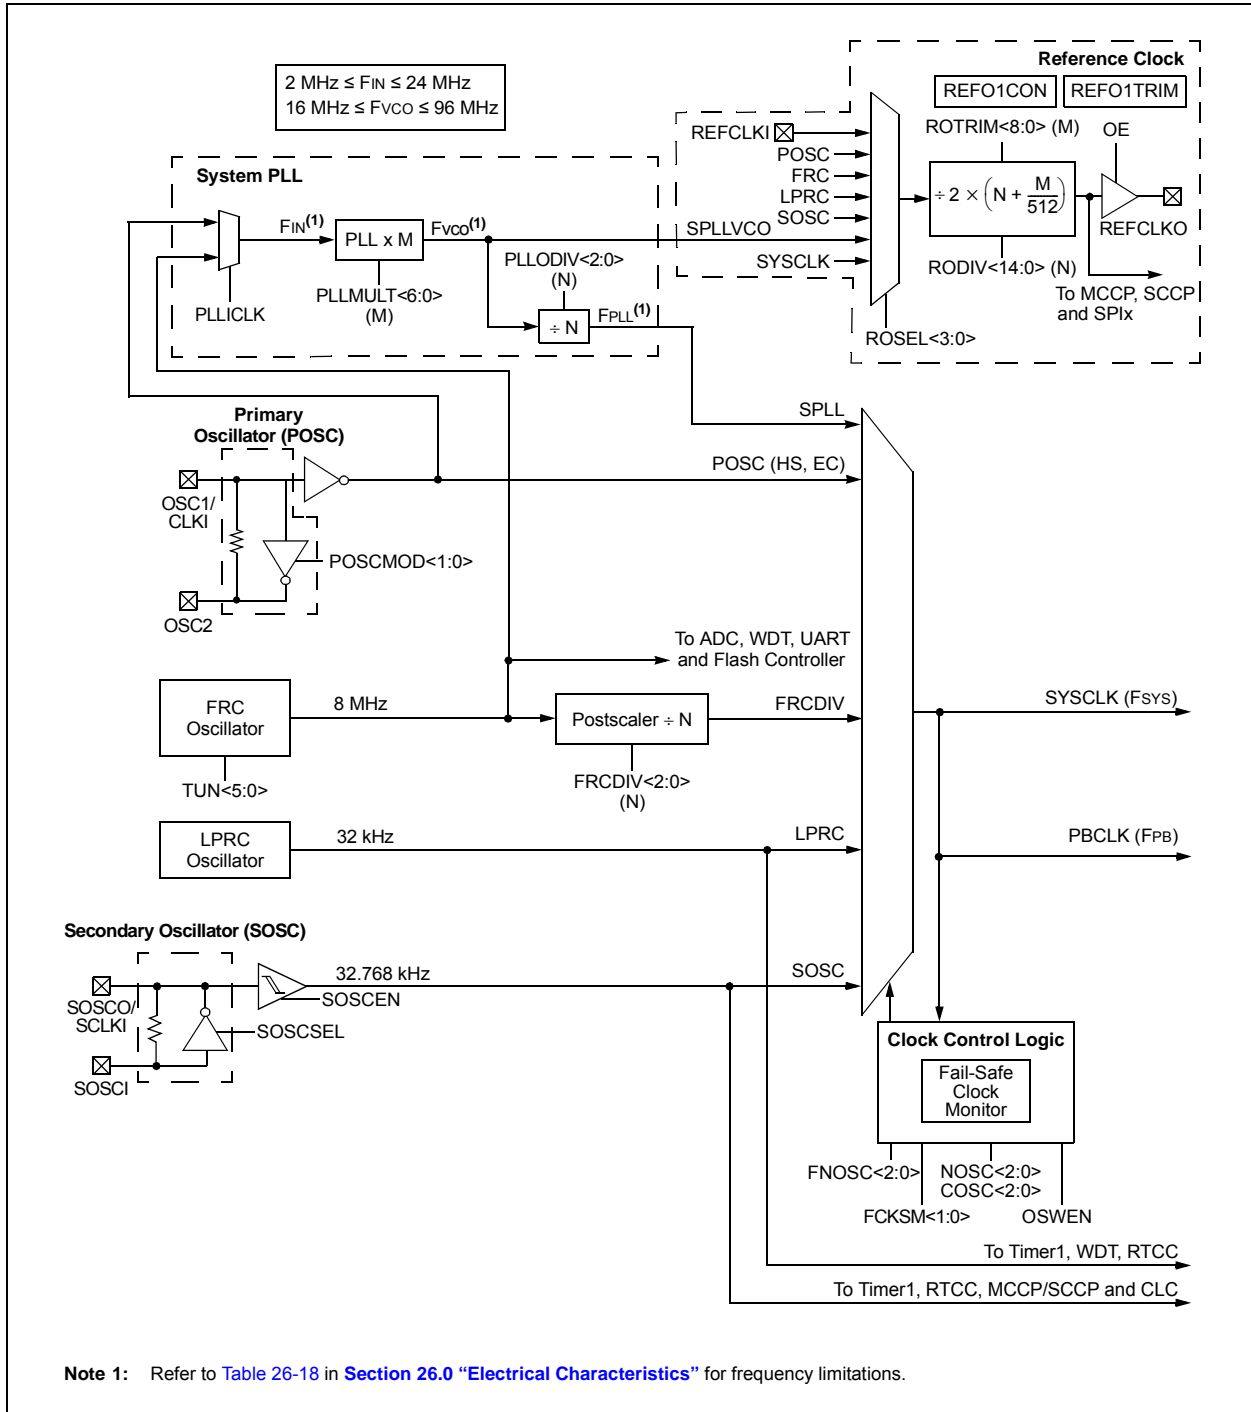 2 MHz ≤ FIN ≤ 24 MHz
16 MHz ≤ FVCO ≤ 96 MHz
Reference Clock
REFO1CON
REFO1TRIM
REFCLKI
ROTRIM<8:0> (M)
OE
POSC
FRC
LPRC
SOSC
SPLLVCO
SYSCLK
÷ 2 × (N + M/512)
REFCLKO
RODIV<14:0> (N)
To MCCP, SCCP
and SPIx
ROSEL<3:0>
System PLL
FIN(1)
PLL x M
FVCO(1)
PLLODIV<2:0>
(N)
PLLICLK
PLLMULT<6:0>
(M)
÷ N
FPLL(1)
SPLL
Primary
Oscillator (POSC)
POSC (HS, EC)
OSC1/
CLKI
POSCMOD<1:0>
OSC2
To ADC, WDT, UART
and Flash Controller
FRC
Oscillator
8 MHz
Postscaler ÷ N
FRCDIV
SYSCLK (FSYS)
TUN<5:0>
FRCDIV<2:0>
(N)
LPRC
Oscillator
32 kHz
LPRC
PBCLK (FPB)
Secondary Oscillator (SOSC)
32.768 kHz
SOSC
SOSCO/
SCLKI
SOSCEN
SOSCSEL
SOSCI
Clock Control Logic
Fail-Safe
Clock
Monitor
FNOSC<2:0>
NOSC<2:0>
COSC<2:0>
FCKSM<1:0>
OSWEN
To Timer1, WDT, RTCC
To Timer1, RTCC, MCCP/SCCP and CLC
Note 1: Refer to Table 26-18 in Section 26.0 “Electrical Characteristics” for frequency limitations.